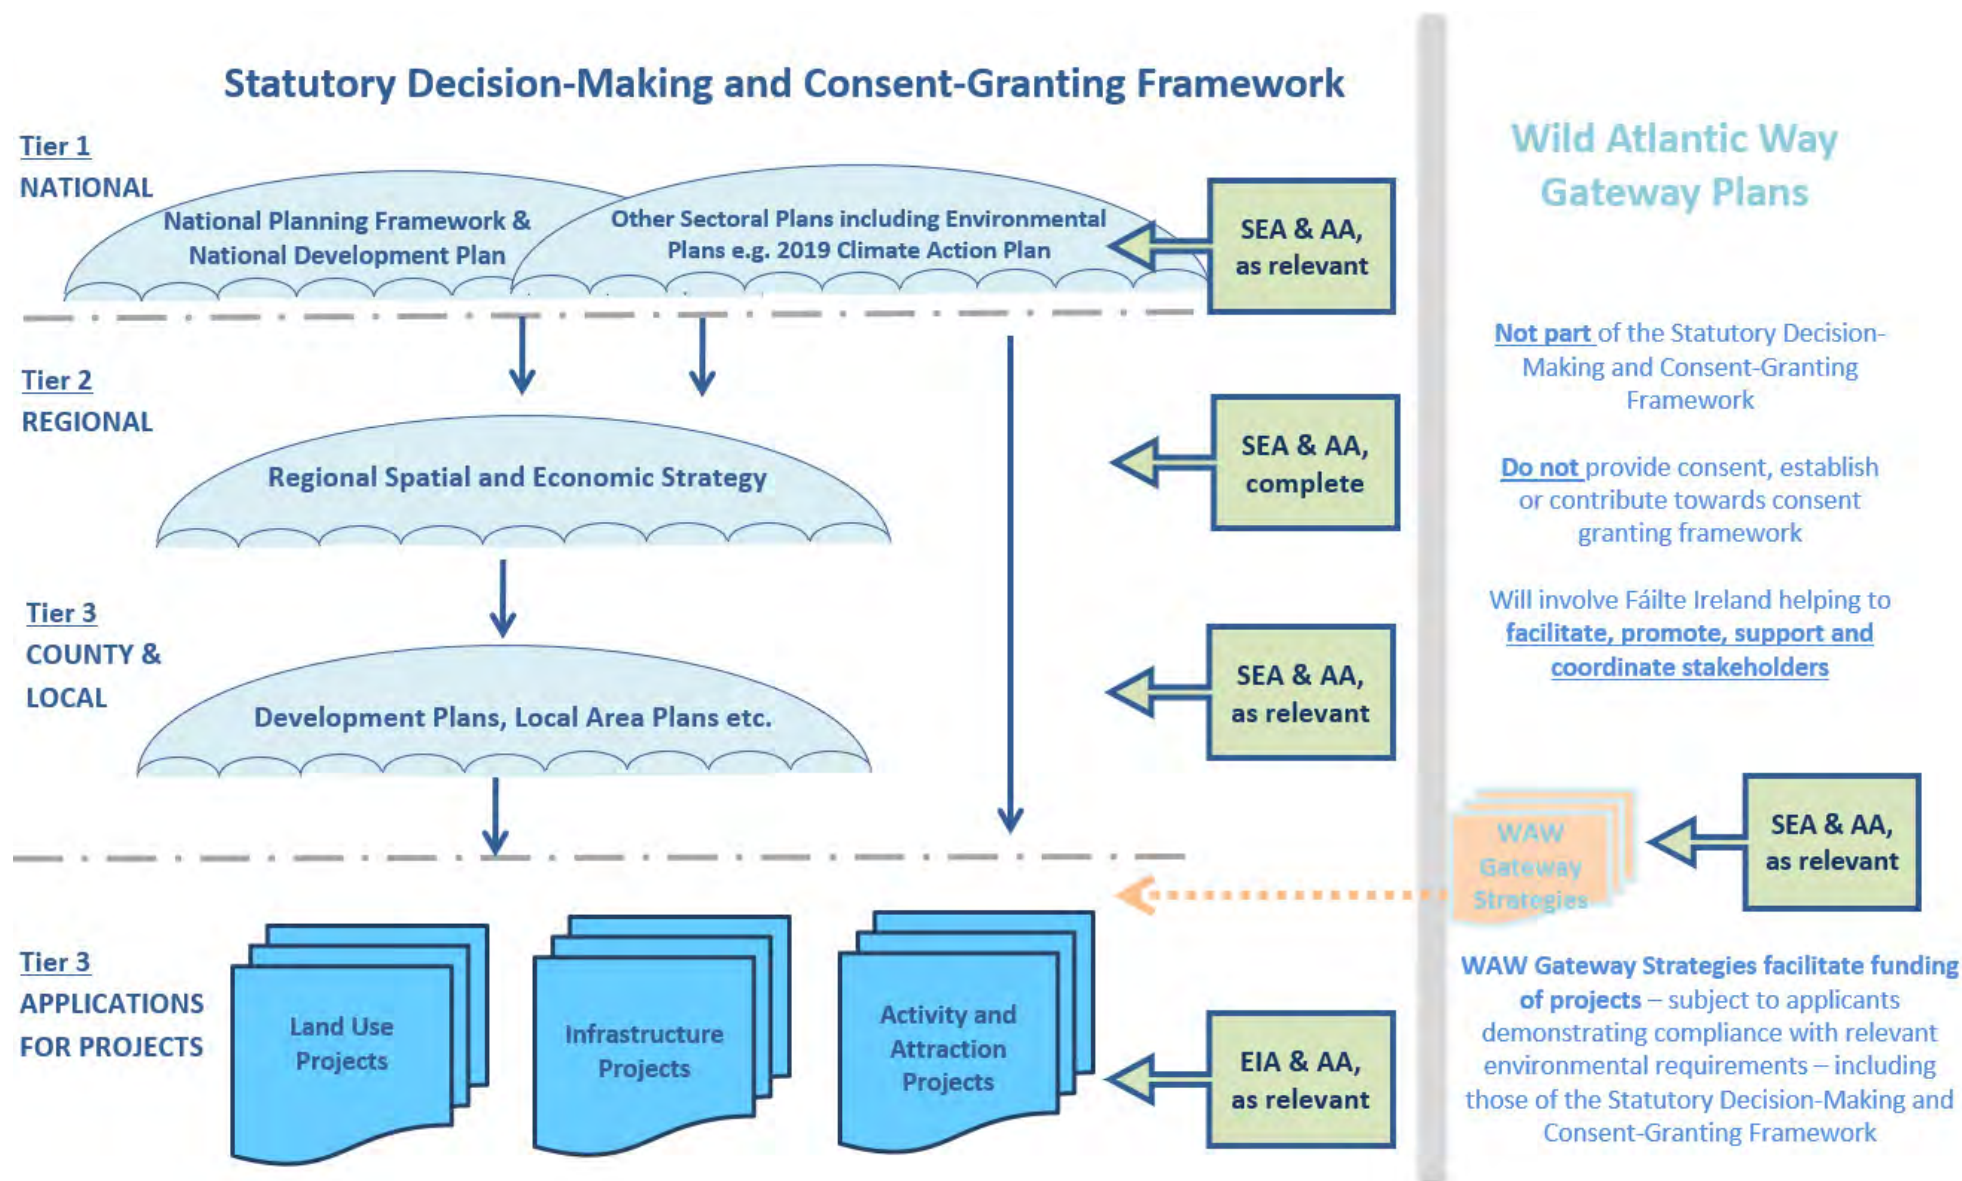 Statutory Decision-Making and Consent-Granting Framework
Tier 1
NATIONAL
National Planning Framework &
National Development Plan
Other Sectoral Plans including Environmental
Plans e.g. 2019 Climate Action Plan
SEA & AA,
as relevant
Tier 2
REGIONAL
Regional Spatial and Economic Strategy
SEA & AA,
complete
Tier 3
COUNTY &
LOCAL
Development Plans, Local Area Plans etc.
SEA & AA,
as relevant
Tier 3
APPLICATIONS
FOR PROJECTS
Land Use
Projects
Infrastructure
Projects
Activity and
Attraction
Projects
EIA & AA,
as relevant
Wild Atlantic Way
Gateway Plans
Not part of the Statutory Decision-
Making and Consent-Granting
Framework
Do not provide consent, establish
or contribute towards consent
granting framework
Will involve Fáilte Ireland helping to
facilitate, promote, support and
coordinate stakeholders
WAW
Gateway
Strategies
SEA & AA,
as relevant
WAW Gateway Strategies facilitate funding
of projects – subject to applicants
demonstrating compliance with relevant
environmental requirements – including
those of the Statutory Decision-Making and
Consent-Granting Framework